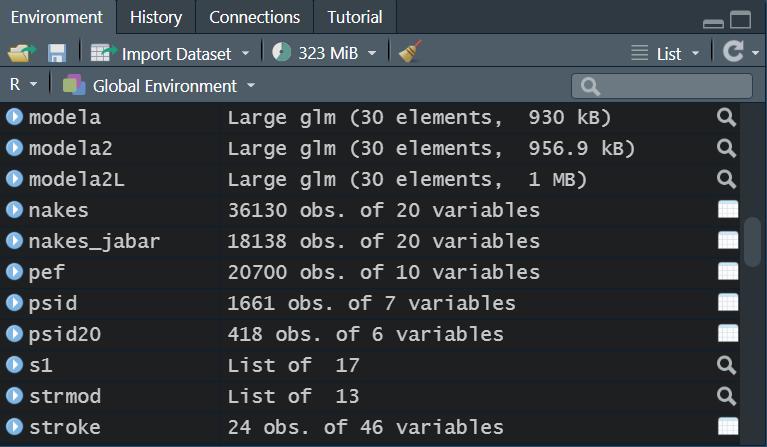 Environment History Connections Tutorial
Import Dataset 323 MiB List
R Global Environment
modela Large glm (30 elements,  930 kB)
modela2 Large glm (30 elements,  956.9 kB)
modela2L Large glm (30 elements,  1 MB)
nakes 36130 obs. of 20 variables
nakes_jabar 18138 obs. of 20 variables
pef 20700 obs. of 10 variables
psid 1661 obs. of 7 variables
psid20 418 obs. of 6 variables
s1 List of  17
strmod List of  13
stroke 24 obs. of 46 variables